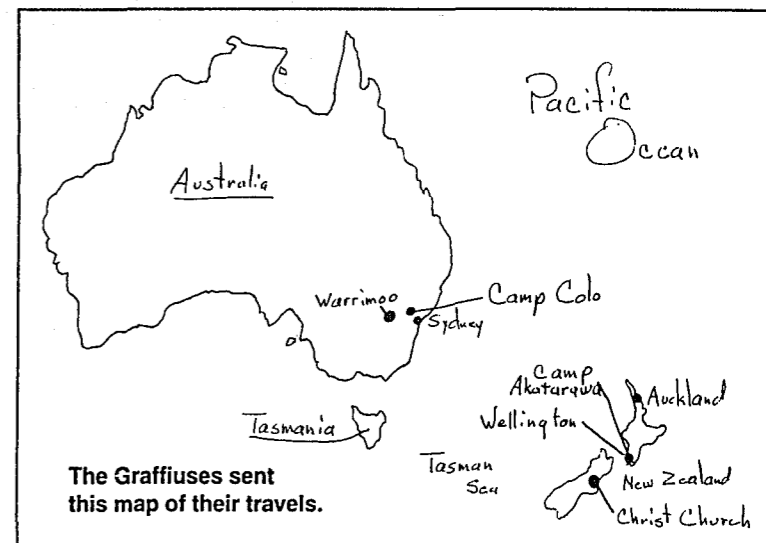 Pacific
Ocean
Australia
Warrimoo
Camp Colo
Sydney
Camp
Akatarawa
Auckland
Wellington
Tasmania
Tasman
Sea
New Zealand
Christ Church
The Graffiuses sent
this map of their travels.